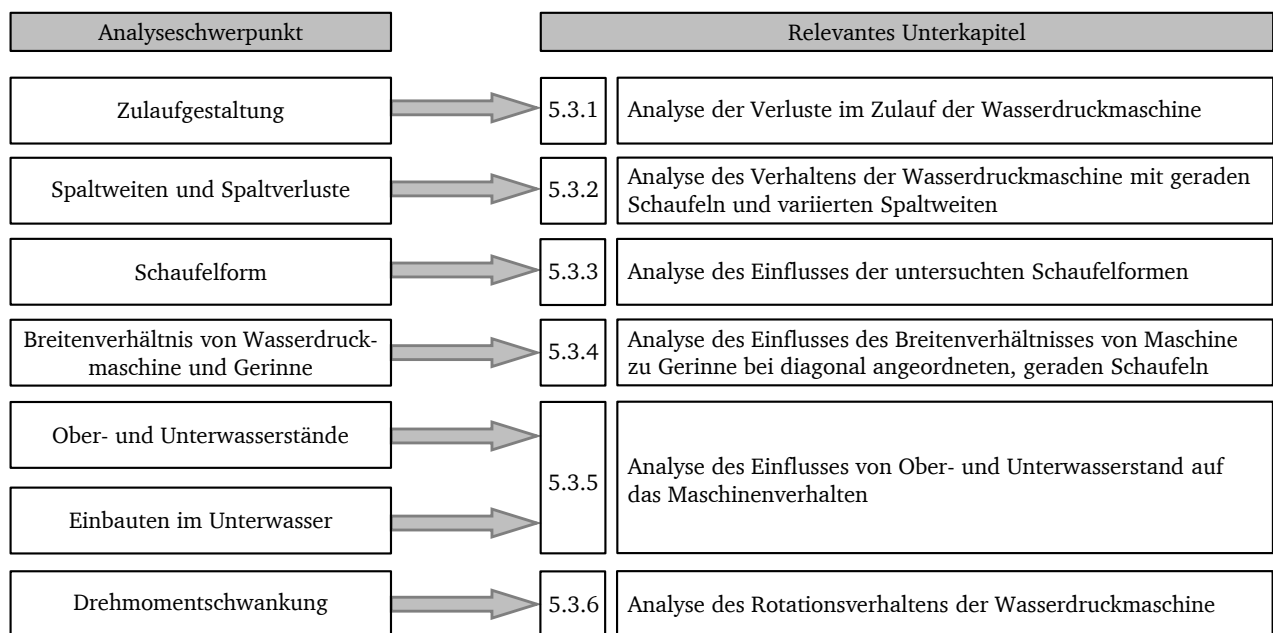 Analyseschwerpunkt
Relevantes Unterkapitel
Zulaufgestaltung
5.3.1
Analyse der Verluste im Zulauf der Wasserdruckmaschine
Spaltweiten und Spaltverluste
5.3.2
Analyse des Verhaltens der Wasserdruckmaschine mit geraden
Schaufeln und variierten Spaltweiten
Schaufelform
5.3.3
Analyse des Einflusses der untersuchten Schaufelformen
Breitenverhältnis von Wasserdruck-
maschine und Gerinne
5.3.4
Analyse des Einflusses des Breitenverhältnisses von Maschine
zu Gerinne bei diagonal angeordneten, geraden Schaufeln
Ober- und Unterwasserstände
Einbauten im Unterwasser
5.3.5
Analyse des Einflusses von Ober- und Unterwasserstand auf
das Maschinenverhalten
Drehmomentschwankung
5.3.6
Analyse des Rotationsverhaltens der Wasserdruckmaschine